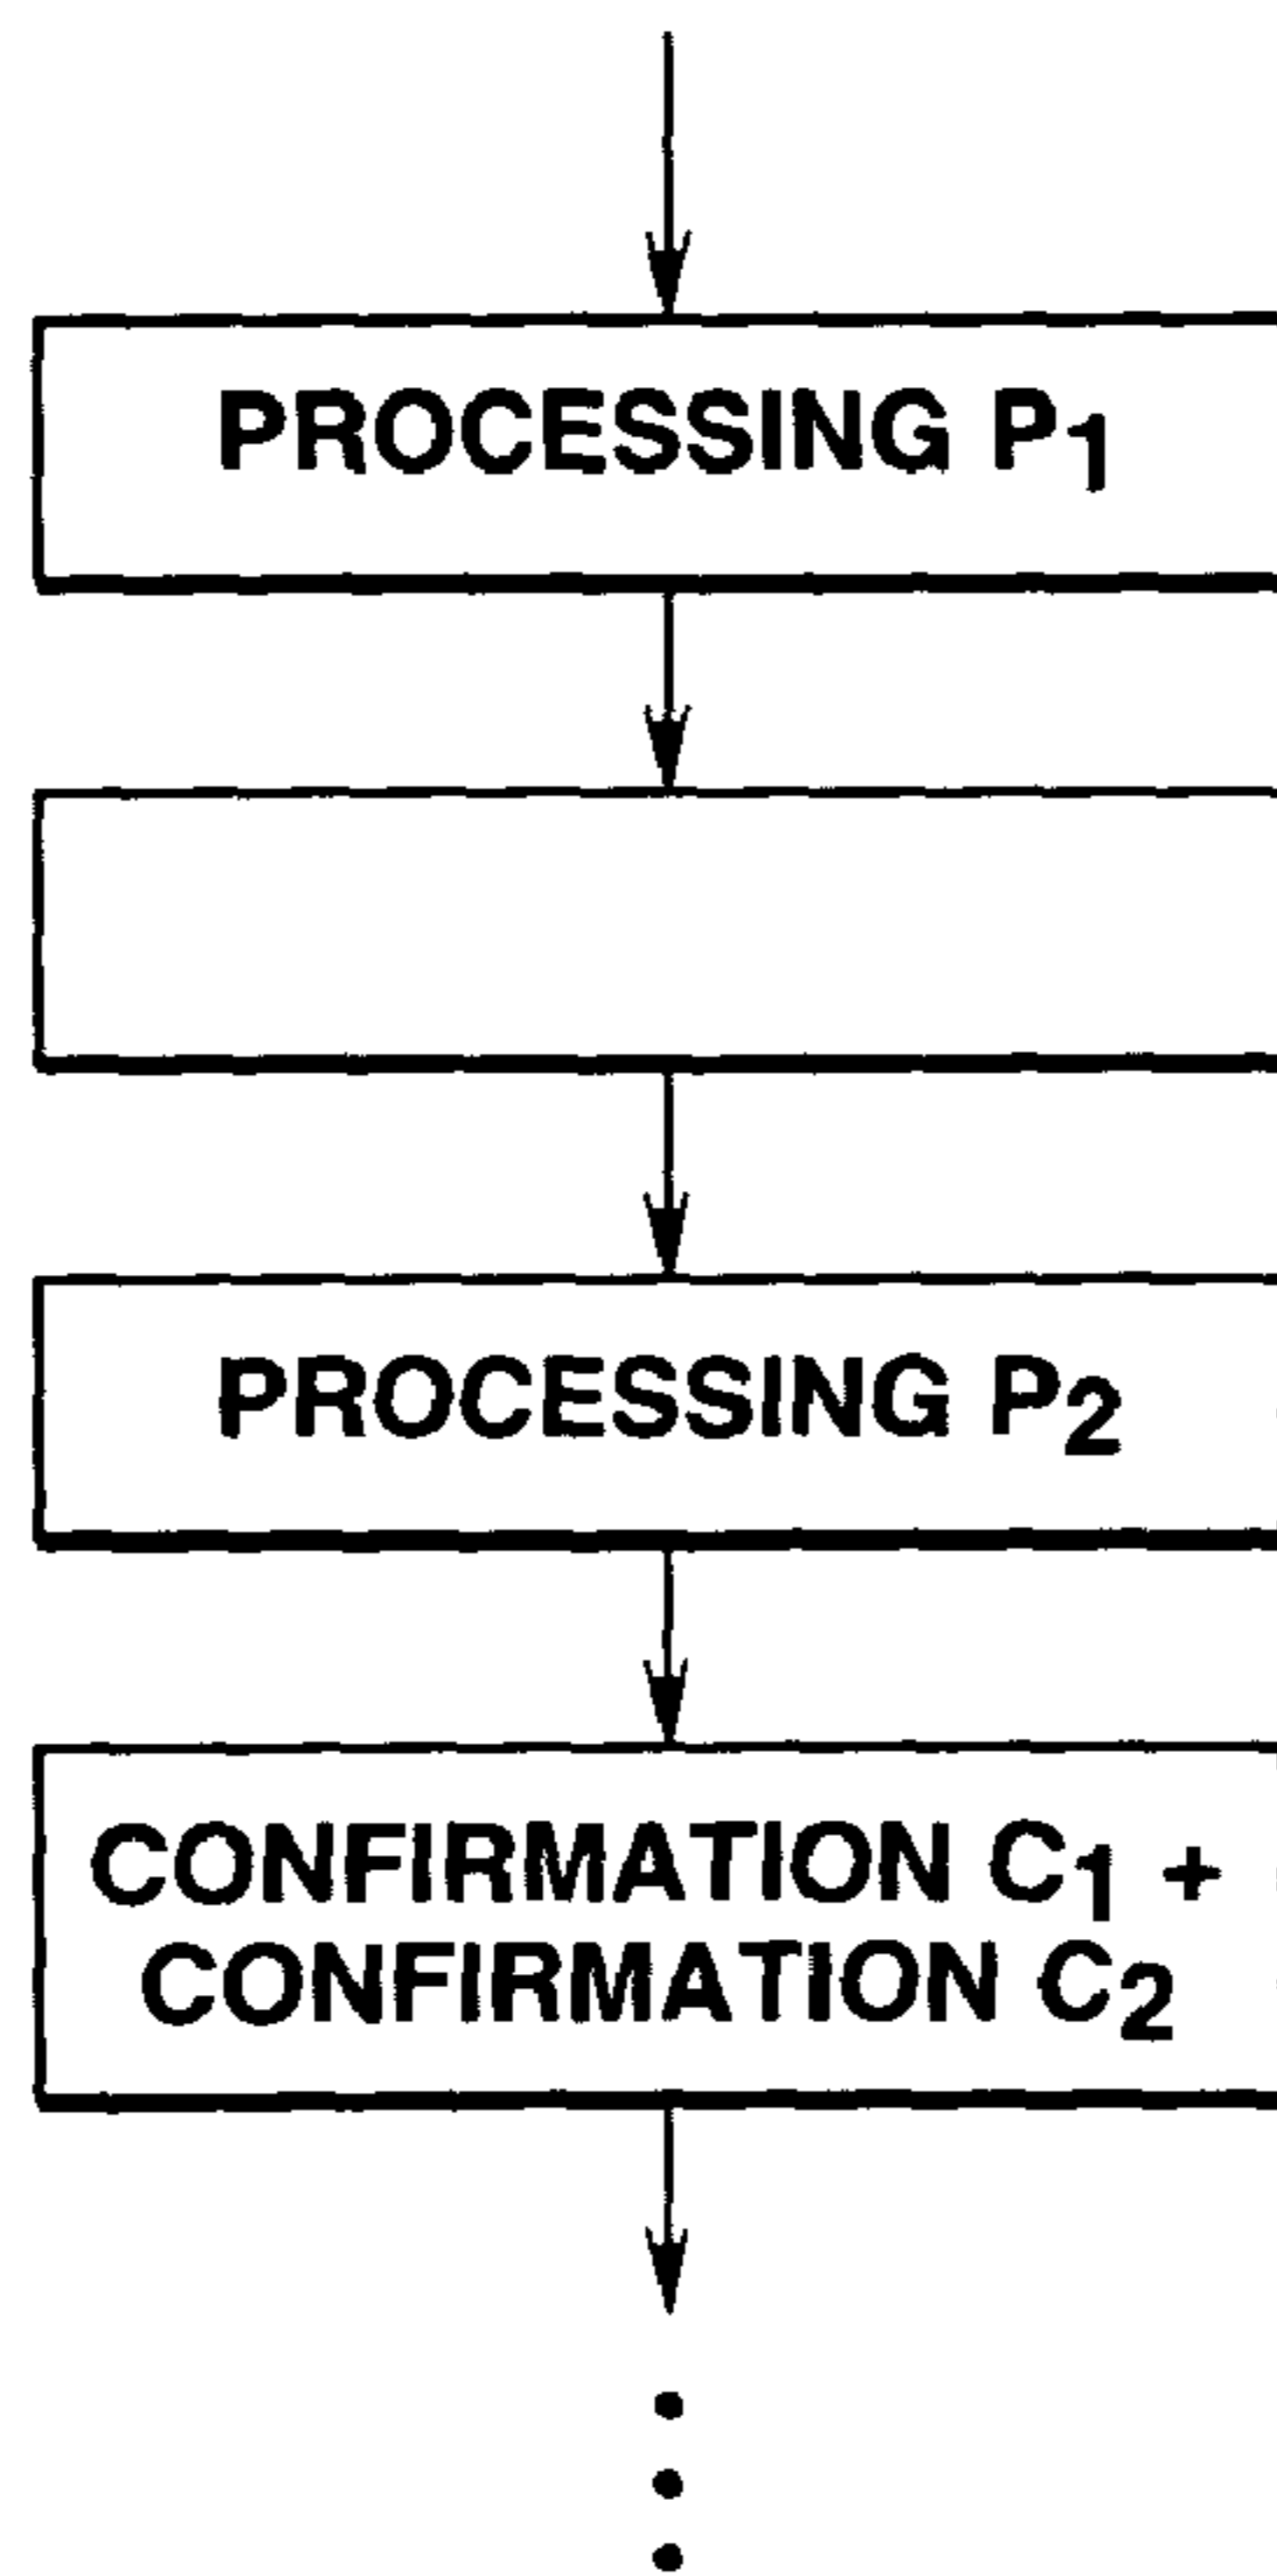 PROCESSING P1
PROCESSING P2
CONFIRMATION C1 +
CONFIRMATION C2